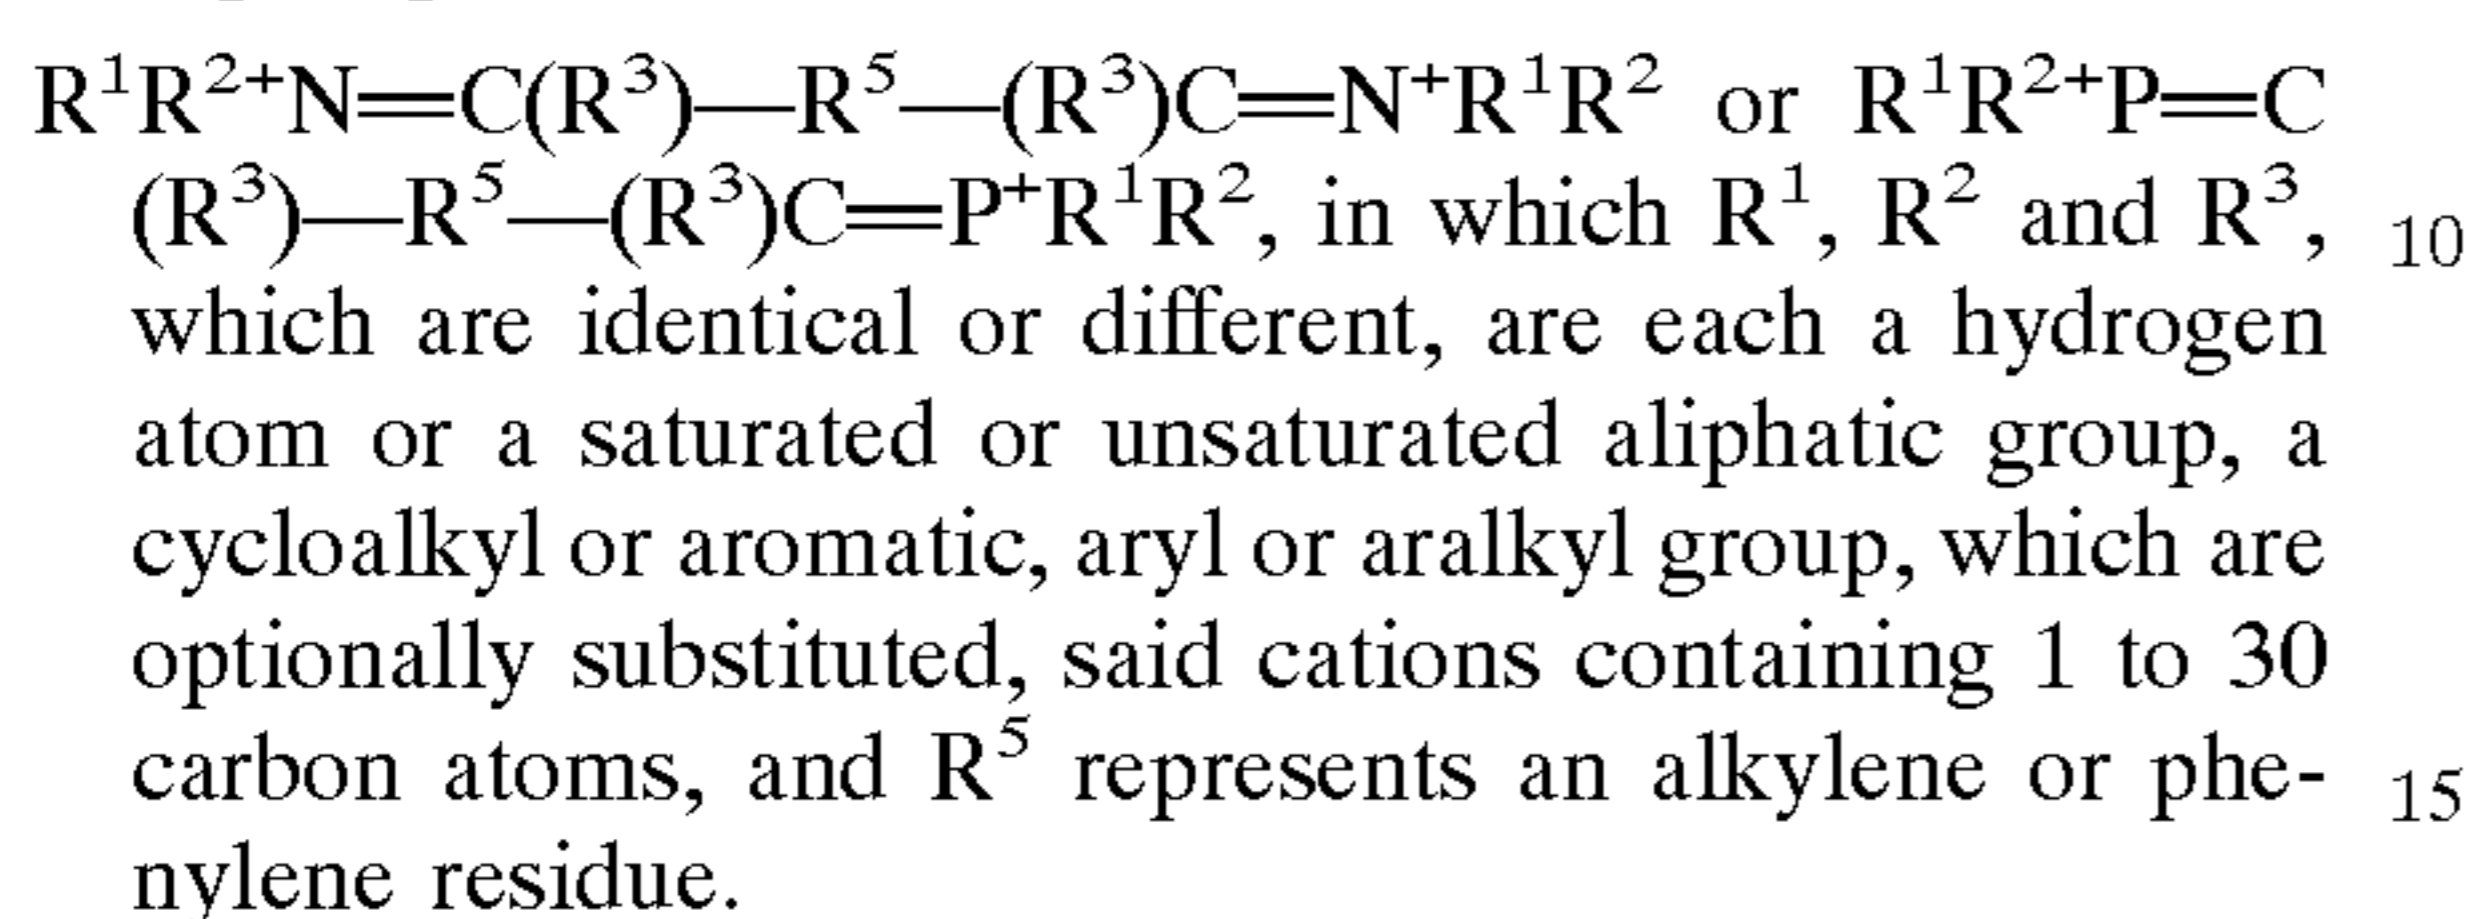 R¹R²⁺N=C(R³)—R⁵—(R³)C=N⁺R¹R² or R¹R²⁺P=C
(R³)—R⁵—(R³)C=P⁺R¹R², in which R¹, R² and R³, 10
which are identical or different, are each a hydrogen
atom or a saturated or unsaturated aliphatic group, a
cycloalkyl or aromatic, aryl or aralkyl group, which are
optionally substituted, said cations containing 1 to 30
carbon atoms, and R⁵ represents an alkylene or phe- 15
nylene residue.